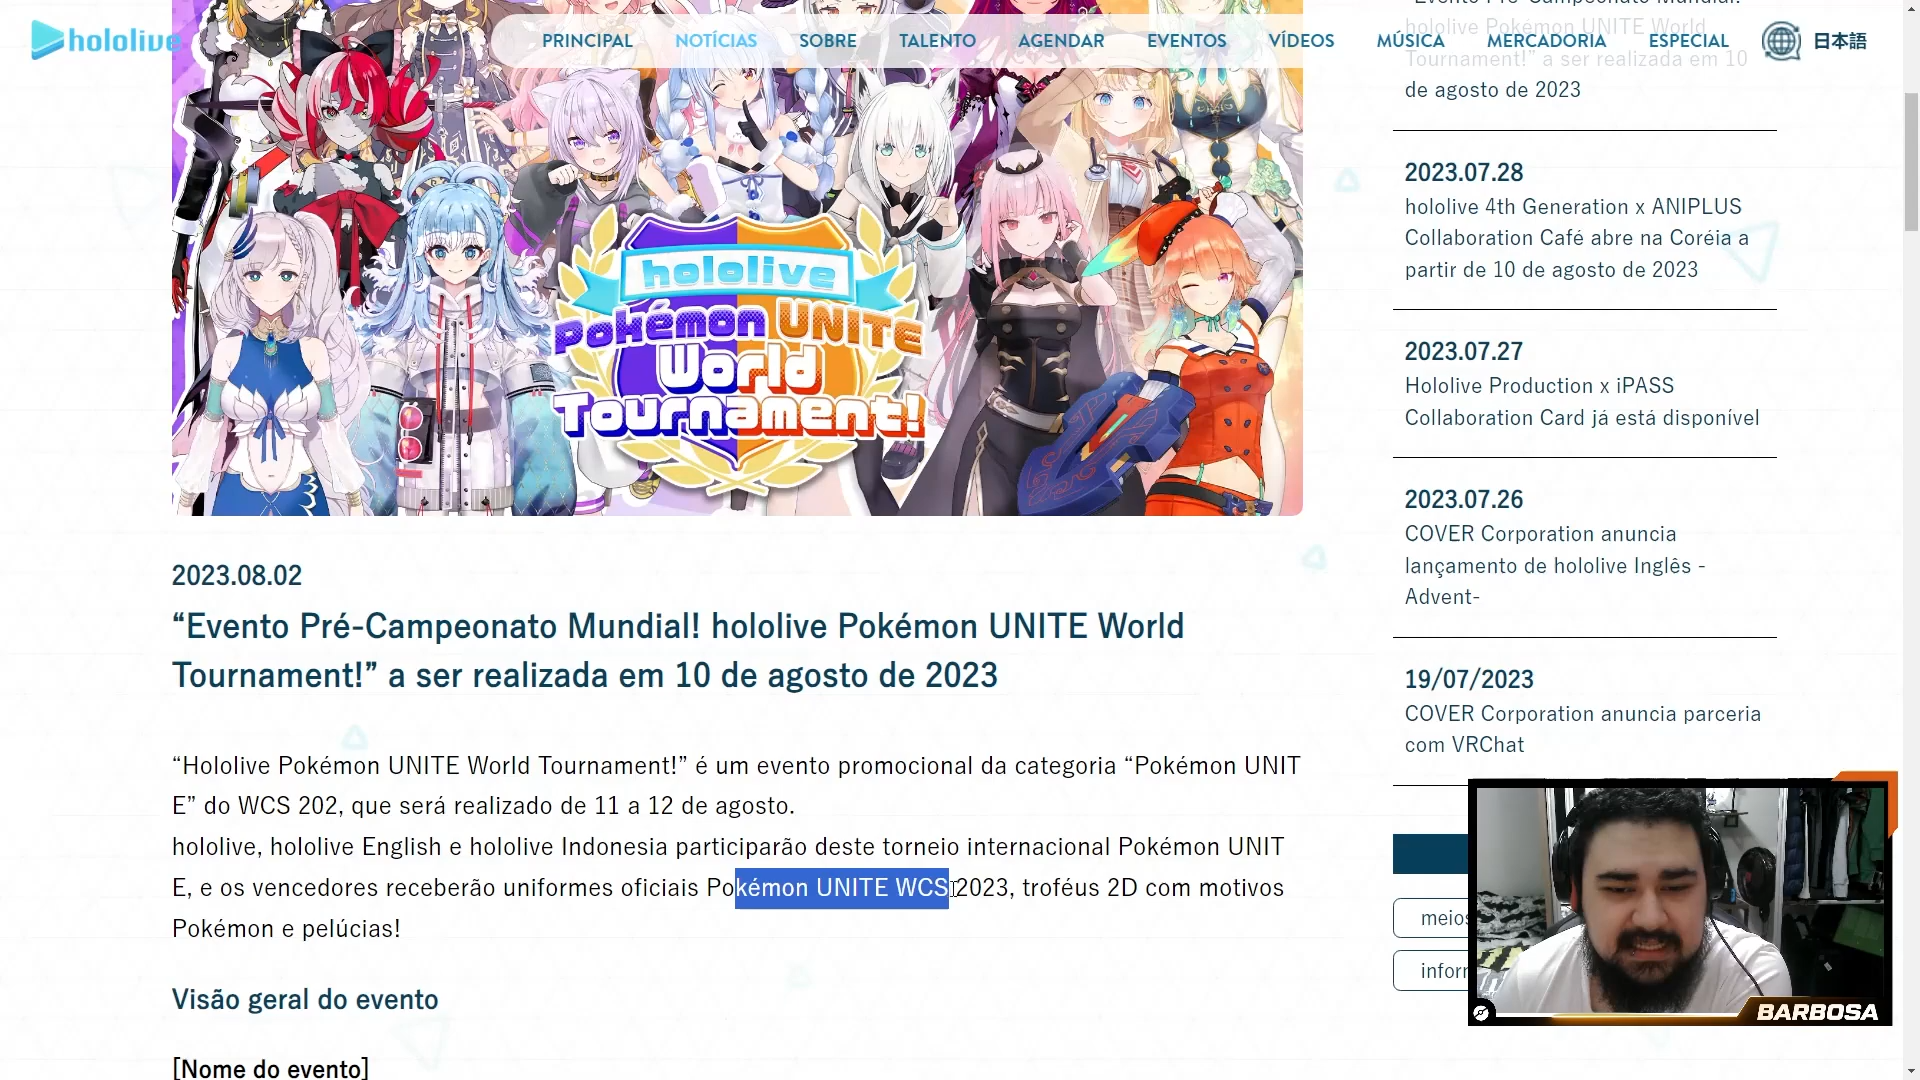 hololive
PRINCIPAL
NOTÍCIAS
SOBRE
TALENTO
AGENDAR
EVENTOS
VÍDEOS
MÚSICA
MERCADORIA
ESPECIAL
日本語
hololive
Pokémon UNITE
World
Tournament!
2023.08.02
“Evento Pré-Campeonato Mundial! hololive Pokémon UNITE World
Tournament!” a ser realizada em 10 de agosto de 2023
“Hololive Pokémon UNITE World Tournament!” é um evento promocional da categoria “Pokémon UNIT
E” do WCS 202, que será realizado de 11 a 12 de agosto.
hololive, hololive English e hololive Indonesia participarão deste torneio internacional Pokémon UNIT
E, e os vencedores receberão uniformes oficiais Pokémon UNITE WCS 2023, troféus 2D com motivos
Pokémon e pelúcias!
Visão geral do evento
[Nome do evento]
“Evento Pré-Campeonato Mundial!
hololive Pokémon UNITE World
Tournament!” a ser realizada em 10
de agosto de 2023
2023.07.28
hololive 4th Generation x ANIPLUS
Collaboration Café abre na Coréia a
partir de 10 de agosto de 2023
2023.07.27
Hololive Production x iPASS
Collaboration Card já está disponível
2023.07.26
COVER Corporation anuncia
lançamento de hololive Inglês -
Advent-
19/07/2023
COVER Corporation anuncia parceria
com VRChat
BARBOSA